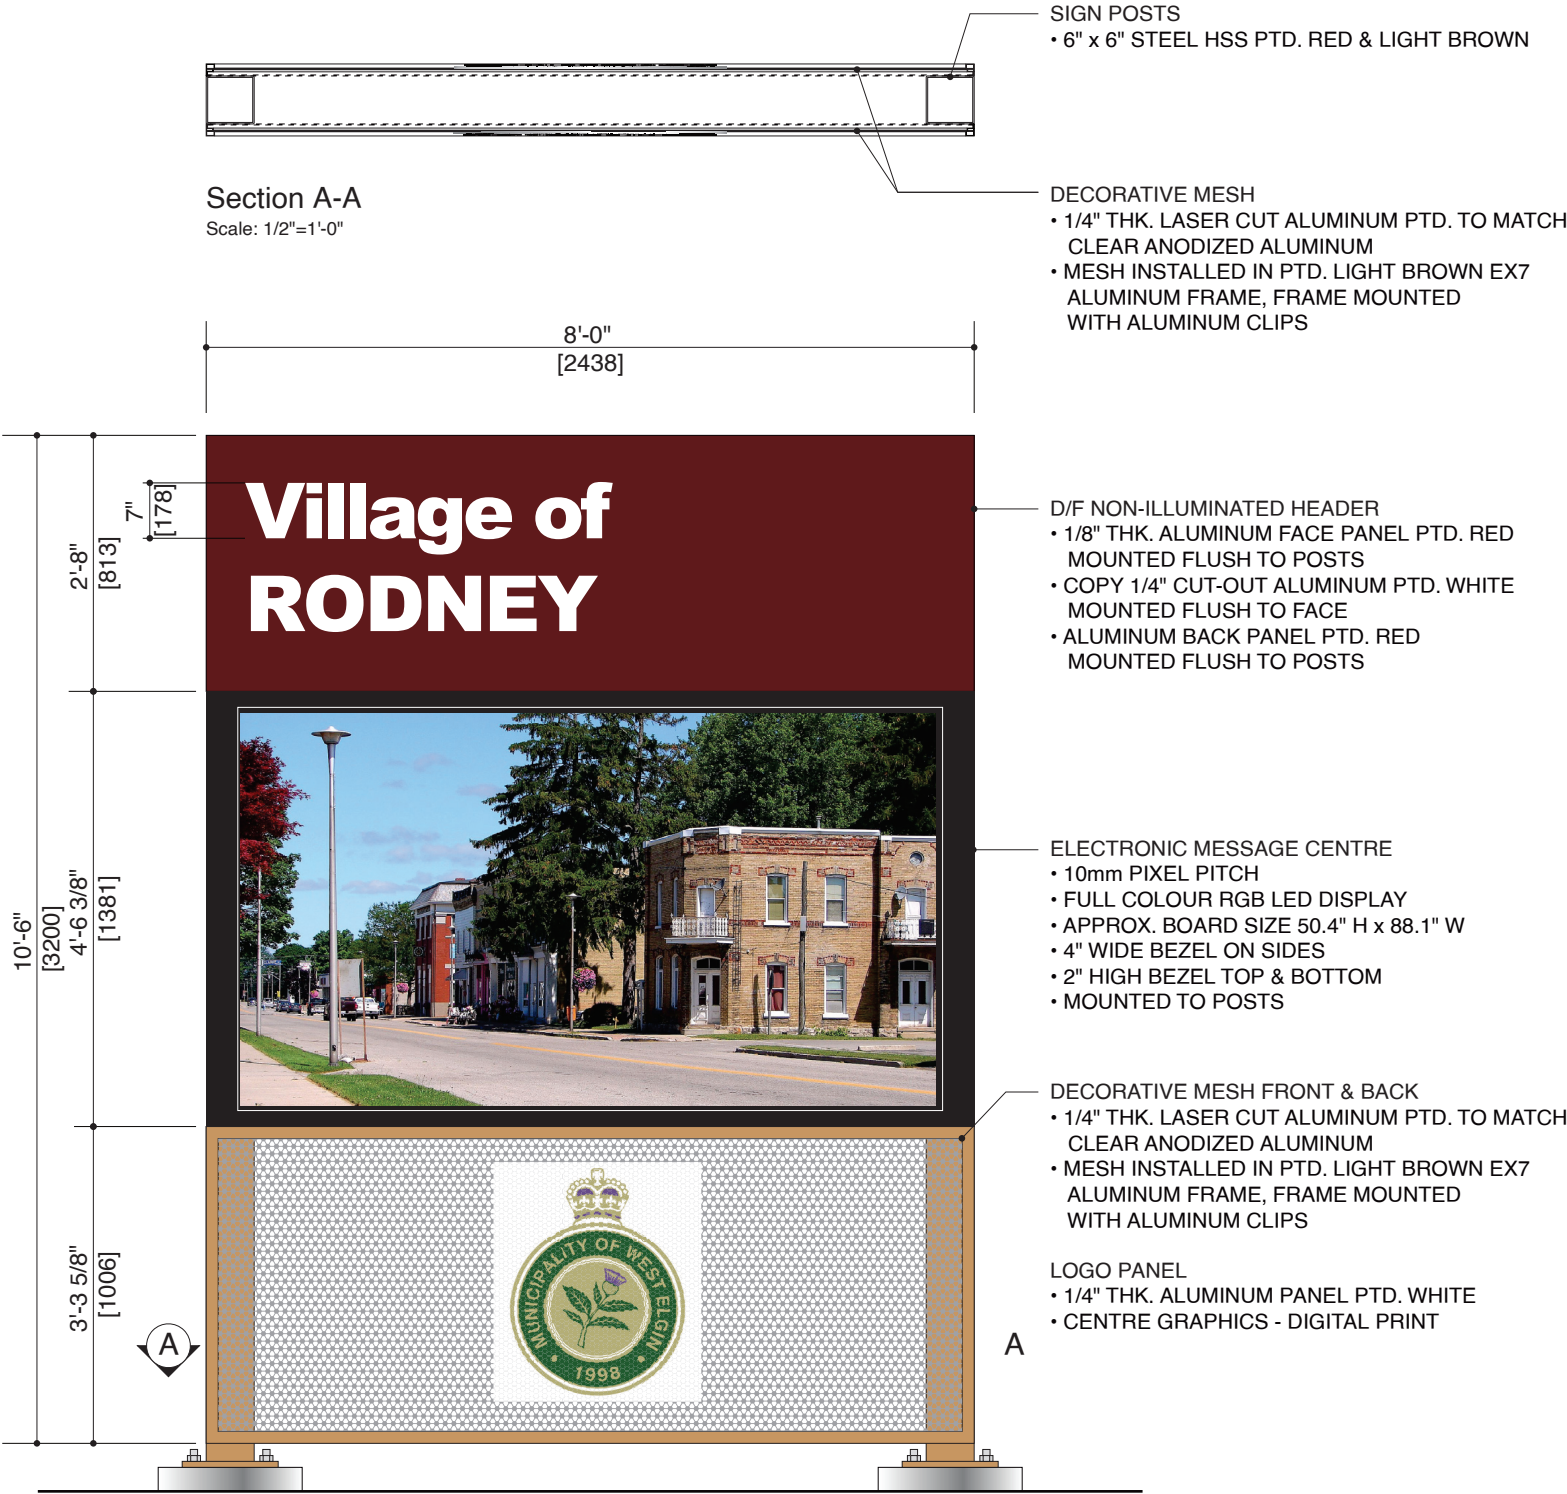 SIGN POSTS
• 6" x 6" STEEL HSS PTD. RED & LIGHT BROWN
Section A-A
Scale: 1/2"=1'-0"
DECORATIVE MESH
• 1/4" THK. LASER CUT ALUMINUM PTD. TO MATCH
CLEAR ANODIZED ALUMINUM
• MESH INSTALLED IN PTD. LIGHT BROWN EX7
ALUMINUM FRAME, FRAME MOUNTED
WITH ALUMINUM CLIPS
8'-0"
[2438]
Village of
RODNEY
7"
[178]
2'-8"
[813]
10'-6"
[3200]
4'-6 3/8"
[1381]
3'-3 5/8"
[1006]
D/F NON-ILLUMINATED HEADER
• 1/8" THK. ALUMINUM FACE PANEL PTD. RED
MOUNTED FLUSH TO POSTS
• COPY 1/4" CUT-OUT ALUMINUM PTD. WHITE
MOUNTED FLUSH TO FACE
• ALUMINUM BACK PANEL PTD. RED
MOUNTED FLUSH TO POSTS
ELECTRONIC MESSAGE CENTRE
• 10mm PIXEL PITCH
• FULL COLOUR RGB LED DISPLAY
• APPROX. BOARD SIZE 50.4" H x 88.1" W
• 4" WIDE BEZEL ON SIDES
• 2" HIGH BEZEL TOP & BOTTOM
• MOUNTED TO POSTS
DECORATIVE MESH FRONT & BACK
• 1/4" THK. LASER CUT ALUMINUM PTD. TO MATCH
CLEAR ANODIZED ALUMINUM
• MESH INSTALLED IN PTD. LIGHT BROWN EX7
ALUMINUM FRAME, FRAME MOUNTED
WITH ALUMINUM CLIPS
LOGO PANEL
• 1/4" THK. ALUMINUM PANEL PTD. WHITE
• CENTRE GRAPHICS - DIGITAL PRINT
MUNICIPALITY OF WEST ELGIN
• 1998 •
A
A